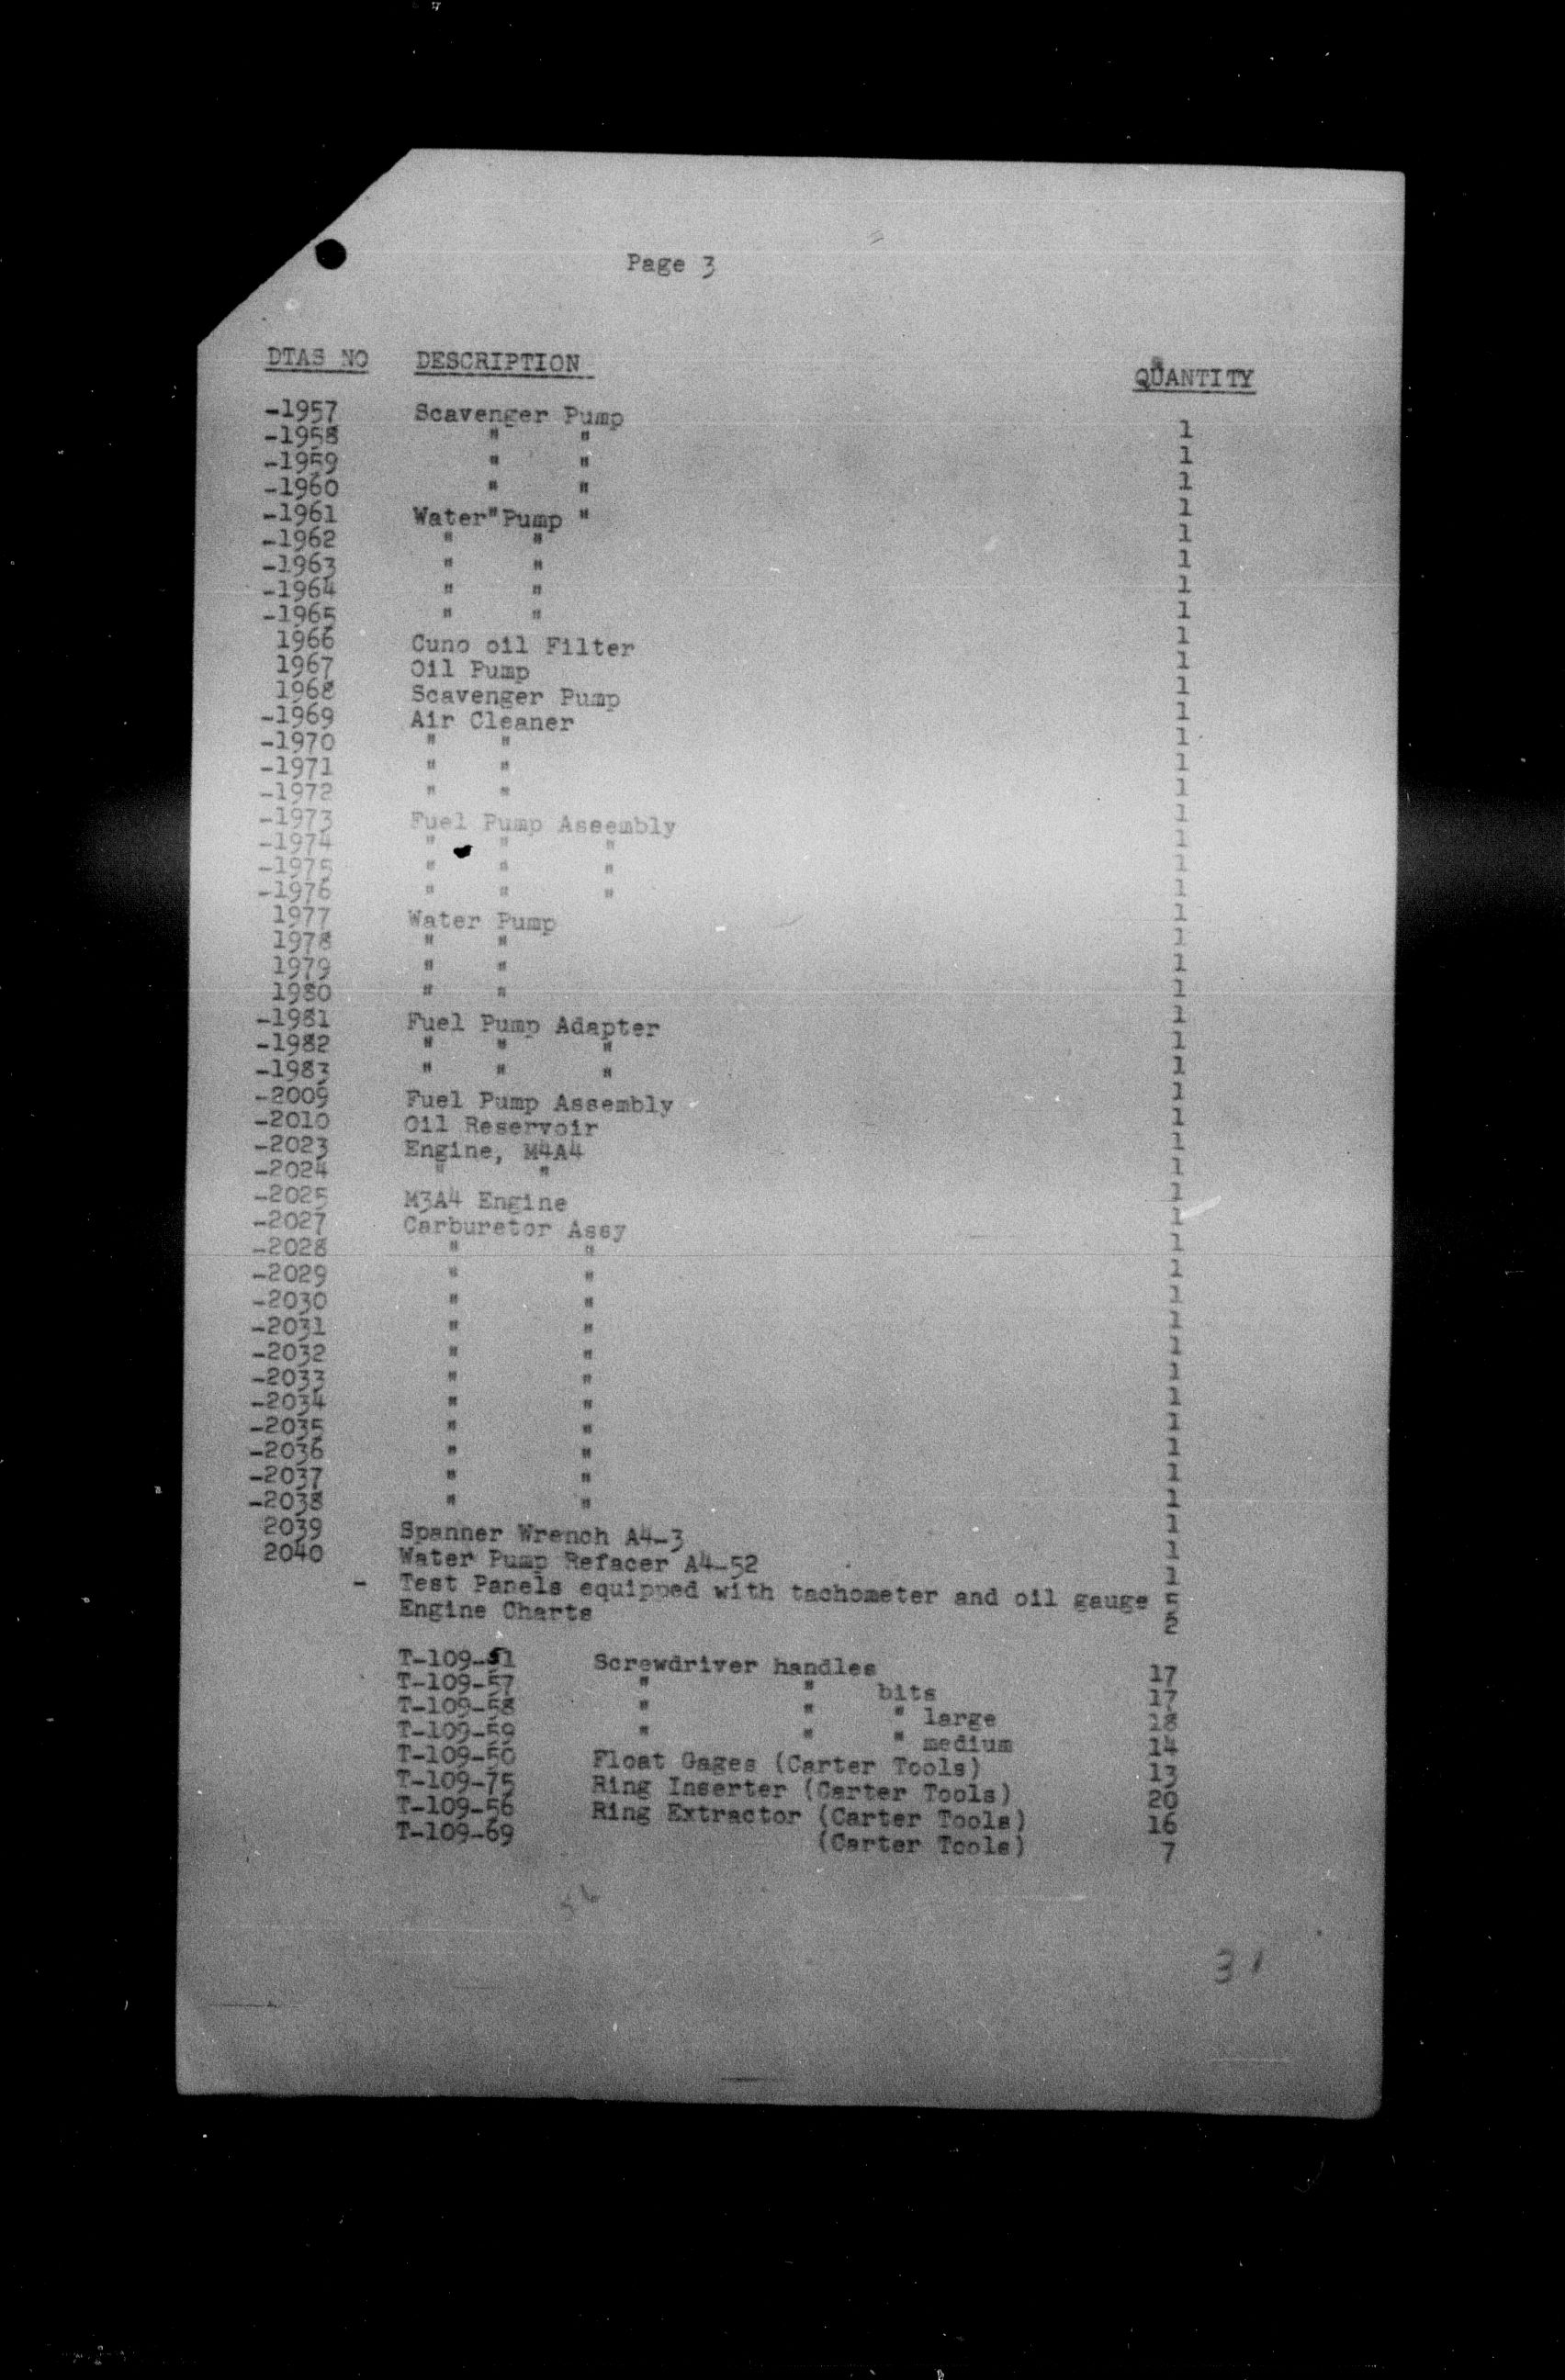 Page 3
DTAS NO DESCRIPTION QUANTITY
-1957 Scavenger Pump 1
-1958 " " 1
-1959 " " 1
-1960 " " 1
-1961 Water"Pump " 1
-1962 " " 1
-1963 " " 1
-1964 " " 1
-1965 " " 1
1966 Cuno oil Filter 1
1967 Oil Pump 1
1968 Scavenger Pump 1
-1969 Air Cleaner 1
-1970 " " 1
-1971 " " 1
-1972 " " 1
-1973 Fuel Pump Assembly 1
-1974 " " " 1
-1975 " " " 1
-1976 " " " 1
1977 Water Pump 1
1978 " " 1
1979 " " 1
1980 " " 1
-1981 Fuel Pump Adapter 1
-1982 " " " 1
-1983 " " " 1
-2009 Fuel Pump Assembly 1
-2010 Oil Reservoir 1
-2023 Engine, M4A4 1
-2024 " " 1
-2025 M3A4 Engine 1
-2027 Carburetor Assy 1
-2028 " " 1
-2029 " " 1
-2030 " " 1
-2031 " " 1
-2032 " " 1
-2033 " " 1
-2034 " " 1
-2035 " " 1
-2036 " " 1
-2037 " " 1
-2038 " " 1
2039 Spanner Wrench A4-3 1
2040 Water Pump Refacer A4-52 1
- Test Panels equipped with tachometer and oil gauge 5
Engine Charts 2
T-109-51 Screwdriver handles 17
T-109-57 " " bits 17
T-109-58 " " " large 18
T-109-59 " " " medium 14
T-109-50 Float Gages (Carter Tools) 13
T-109-75 Ring Inserter (Carter Tools) 20
T-109-56 Ring Extractor (Carter Tools) 16
T-109-69 (Carter Tools) 7